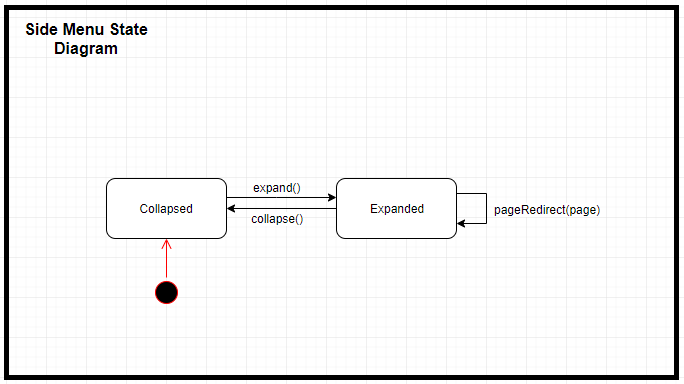 Side Menu State
Diagram
expand()
Collapsed
Expanded
pageRedirect(page)
collapse()